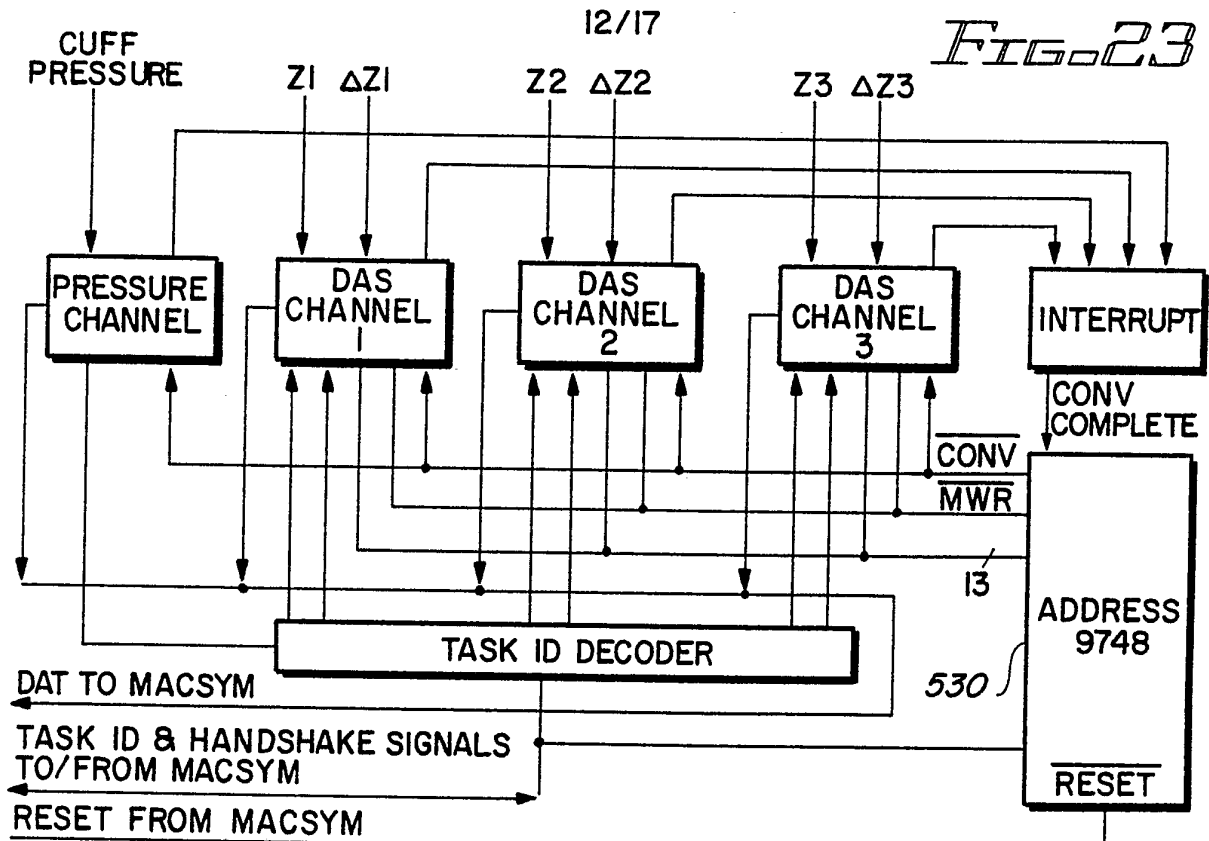 12/17
FIG-23
CUFF
PRESSURE
Z1 ΔZ1
Z2 ΔZ2
Z3 ΔZ3
PRESSURE
CHANNEL
DAS
CHANNEL
1
DAS
CHANNEL
2
DAS
CHANNEL
3
INTERRUPT
CONV
COMPLETE
CONV
MWR
13
ADDRESS
9748
530
TASK ID DECODER
DAT TO MACSYM
TASK ID & HANDSHAKE SIGNALS
TO/FROM MACSYM
RESET
RESET FROM MACSYM